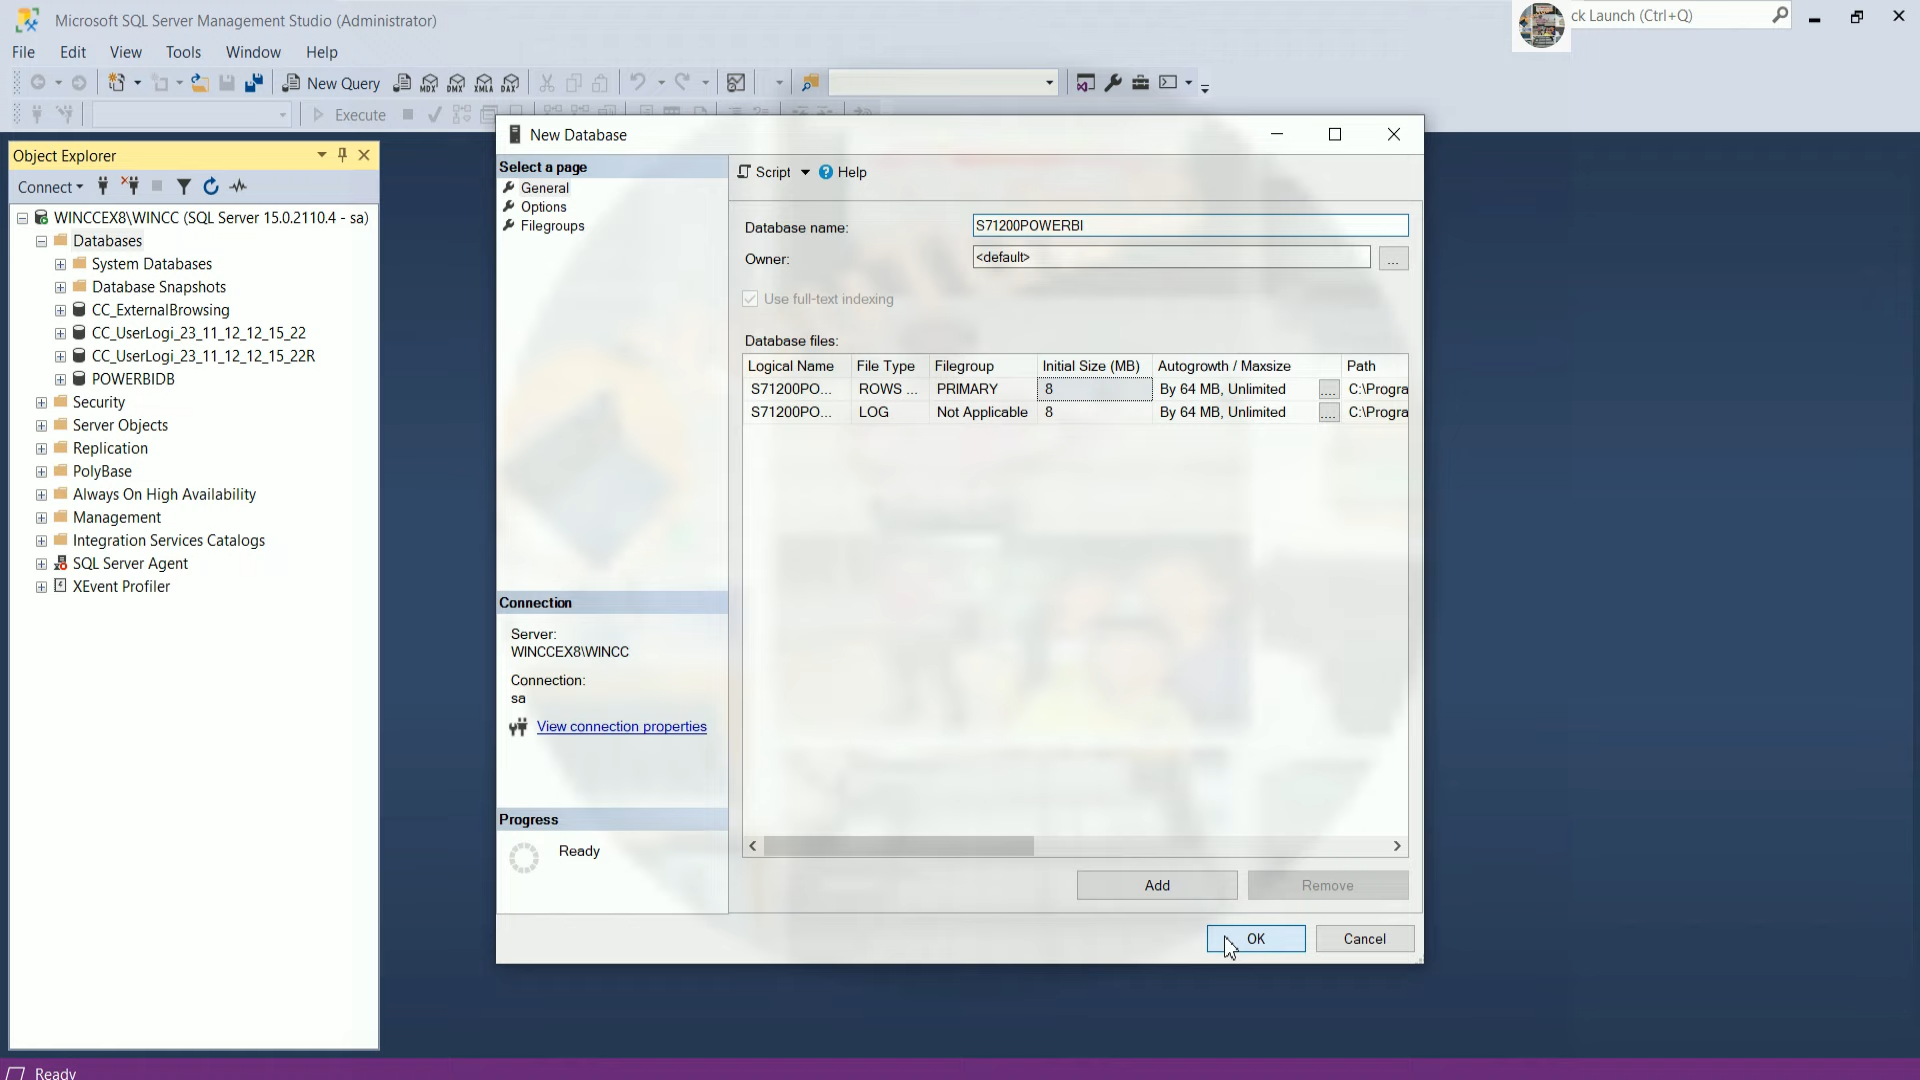 Microsoft SQL Server Management Studio (Administrator)
ck Launch (Ctrl+Q)
File Edit View Tools Window Help
New Query MDX DMX XMLA DAX
Execute
Object Explorer
Connect
WINCCEX8\WINCC (SQL Server 15.0.2110.4 - sa)
Databases
System Databases
Database Snapshots
CC_ExternalBrowsing
CC_UserLogi_23_11_12_12_15_22
CC_UserLogi_23_11_12_12_15_22R
POWERBIDB
Security
Server Objects
Replication
PolyBase
Always On High Availability
Management
Integration Services Catalogs
SQL Server Agent
XEvent Profiler
New Database
Select a page
General
Options
Filegroups
Connection
Server:
WINCCEX8\WINCC
Connection:
sa
View connection properties
Progress
Ready
Script Help
Database name: S71200POWERBI
Owner: <default> ...
Use full-text indexing
Database files:
Logical Name File Type Filegroup Initial Size (MB) Autogrowth / Maxsize Path
S71200PO... ROWS ... PRIMARY 8 By 64 MB, Unlimited .... C:\Progra
S71200PO... LOG Not Applicable 8 By 64 MB, Unlimited .... C:\Progra
Add Remove
OK Cancel
Ready